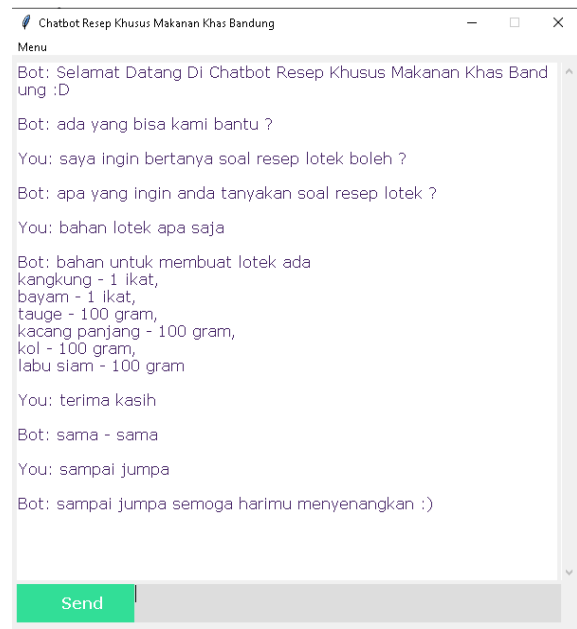 Chatbot Resep Khusus Makanan Khas Bandung
Menu
Bot: Selamat Datang Di Chatbot Resep Khusus Makanan Khas Band
ung :D
Bot: ada yang bisa kami bantu ?
You: saya ingin bertanya soal resep lotek boleh ?
Bot: apa yang ingin anda tanyakan soal resep lotek ?
You: bahan lotek apa saja
Bot: bahan untuk membuat lotek ada
kangkung - 1 ikat,
bayam - 1 ikat,
tauge - 100 gram,
kacang panjang - 100 gram,
kol - 100 gram,
labu siam - 100 gram
You: terima kasih
Bot: sama - sama
You: sampai jumpa
Bot: sampai jumpa semoga harimu menyenangkan :)
Send